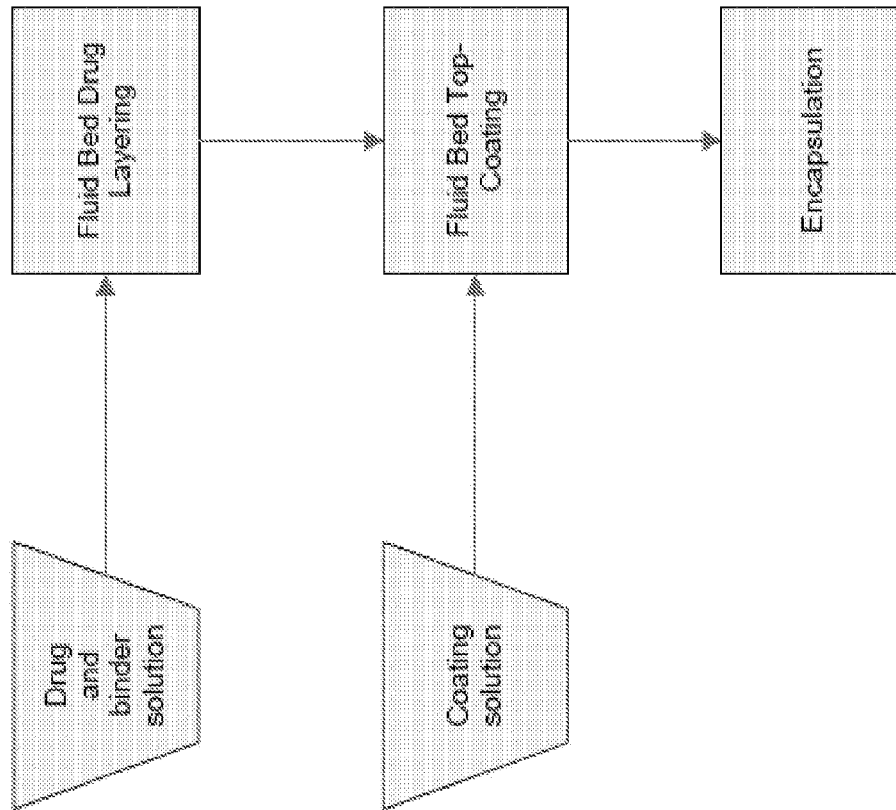 Drug
and
binder
solution
Fluid Bed Drug
Layering
Coating
solution
Fluid Bed Top-
Coating
Encapsulation